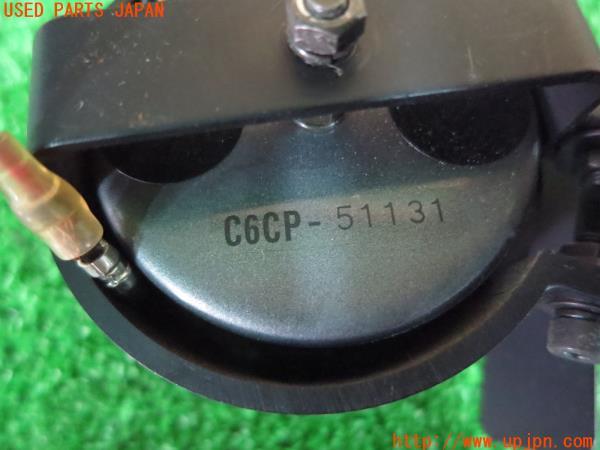 USED PARTS JAPAN
C6CP-51131
http://www.upjpn.com